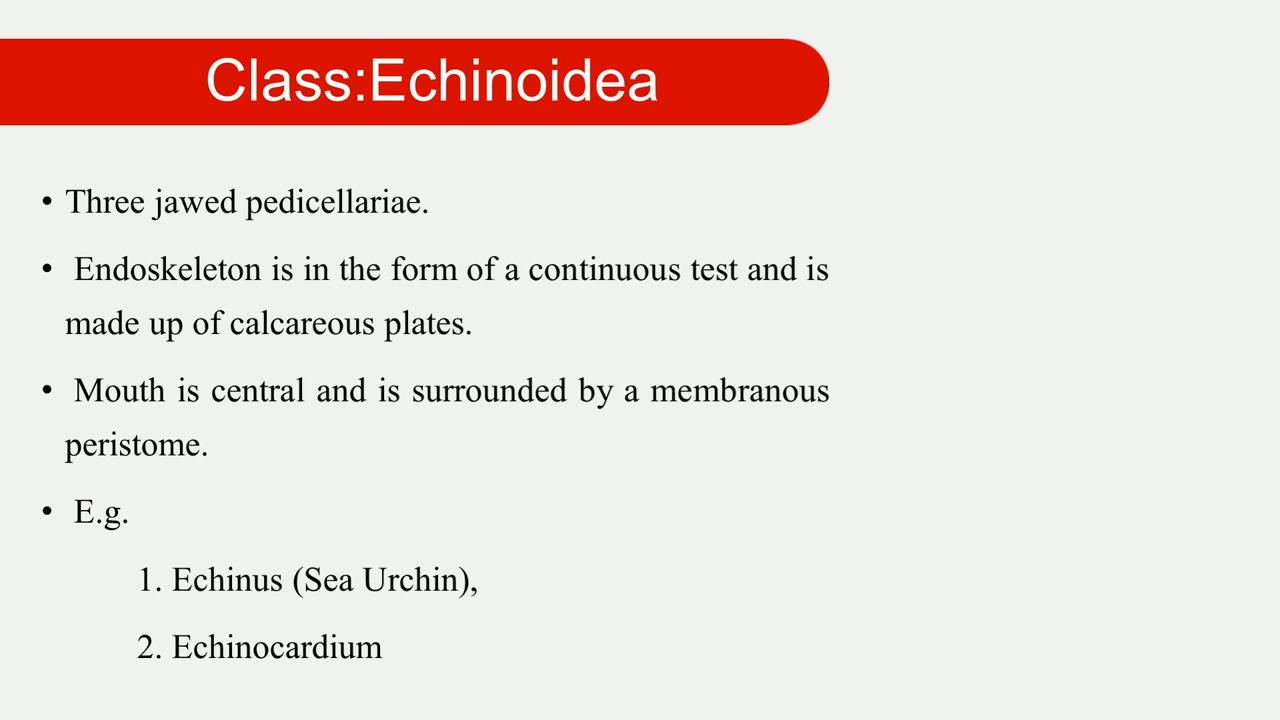 Class:Echinoidea
• Three jawed pedicellariae.
• Endoskeleton is in the form of a continuous test and is
made up of calcareous plates.
• Mouth is central and is surrounded by a membranous
peristome.
• E.g.
1. Echinus (Sea Urchin),
2. Echinocardium